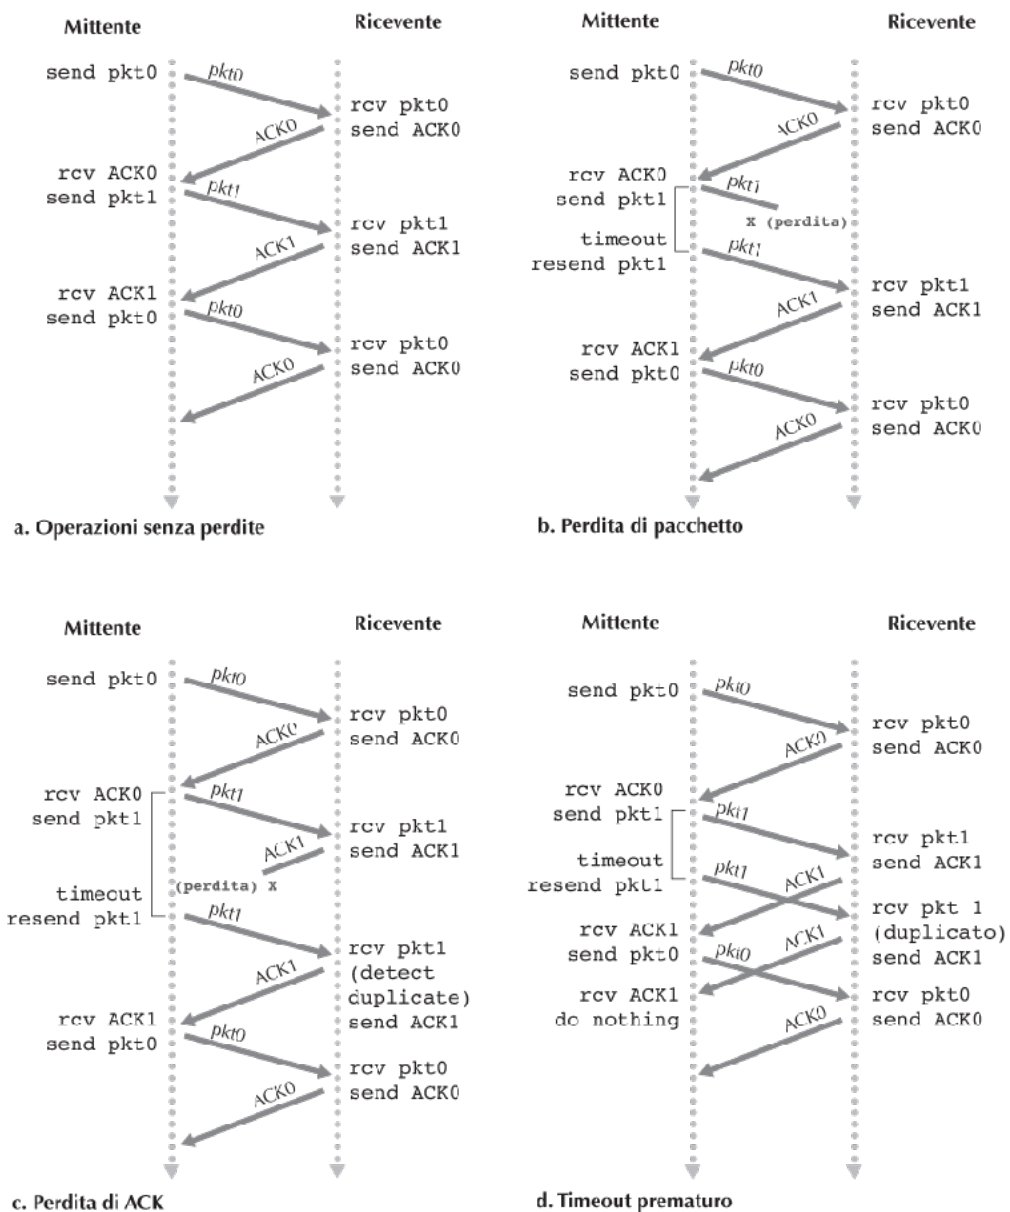 Mittente
Ricevente
send pkt0
pkt0
rcv pkt0
send ACK0
ACK0
rcv ACK0
send pkt1
pkt1
rcv pkt1
send ACK1
ACK1
rcv ACK1
send pkt0
pkt0
rcv pkt0
send ACK0
ACK0
a. Operazioni senza perdite
Mittente
Ricevente
send pkt0
pkt0
rcv pkt0
send ACK0
ACK0
rcv ACK0
send pkt1
pkt1
X (perdita)
timeout
resend pkt1
pkt1
rcv pkt1
send ACK1
ACK1
rcv ACK1
send pkt0
pkt0
rcv pkt0
send ACK0
ACK0
b. Perdita di pacchetto
Mittente
Ricevente
send pkt0
pkt0
rcv pkt0
send ACK0
ACK0
rcv ACK0
send pkt1
pkt1
rcv pkt1
send ACK1
ACK1
(perdita) X
timeout
resend pkt1
pkt1
rcv pkt1
(detect
duplicate)
send ACK1
ACK1
rcv ACK1
send pkt0
pkt0
rcv pkt0
send ACK0
ACK0
c. Perdita di ACK
Mittente
Ricevente
send pkt0
pkt0
rcv pkt0
send ACK0
ACK0
rcv ACK0
send pkt1
pkt1
rcv pkt1
send ACK1
ACK1
timeout
resend pkt1
pkt1
rcv pkt 1
(duplicato)
send ACK1
ACK1
rcv ACK1
send pkt0
pkt0
rcv ACK1
do nothing
rcv pkt0
send ACK0
ACK0
d. Timeout prematuro